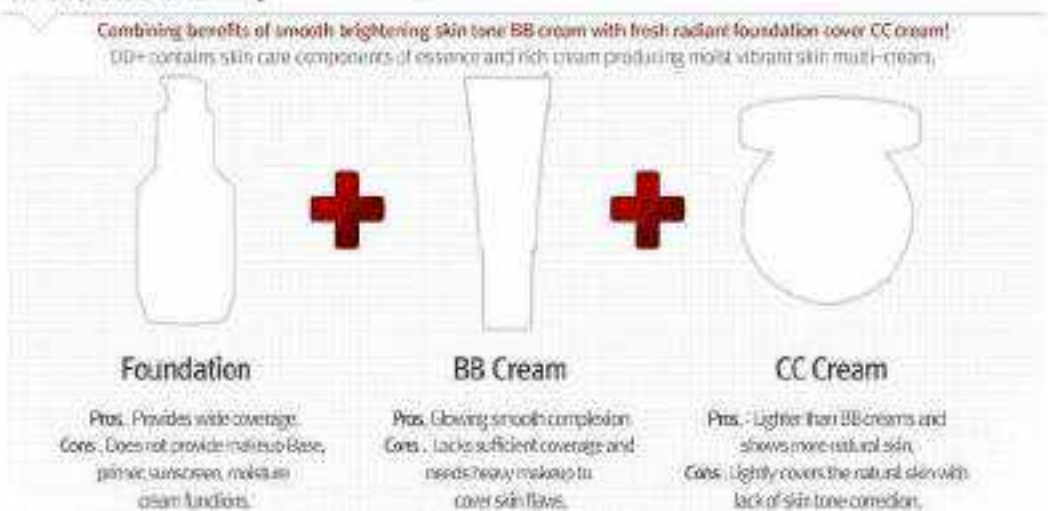 Combining benefits of smooth brightening skin tone BB cream with fresh radiant foundation cover CC cream!
DD+ contains skin care components of essence and rich cream producing moist vibrant skin multi-cream.
Foundation
BB Cream
CC Cream
Pros. Provides wide coverage.
Cons. Does not provide makeup Base,
primer, sunscreen, moisture
cream functions.
Pros. Glowing smooth complexion
Cons. Lacks sufficient coverage and
needs heavy makeup to
cover skin flaws.
Pros. Lighter than BB creams and
shows more natural skin.
Cons. Lightly covers the natural skin with
lack of skin tone correction.